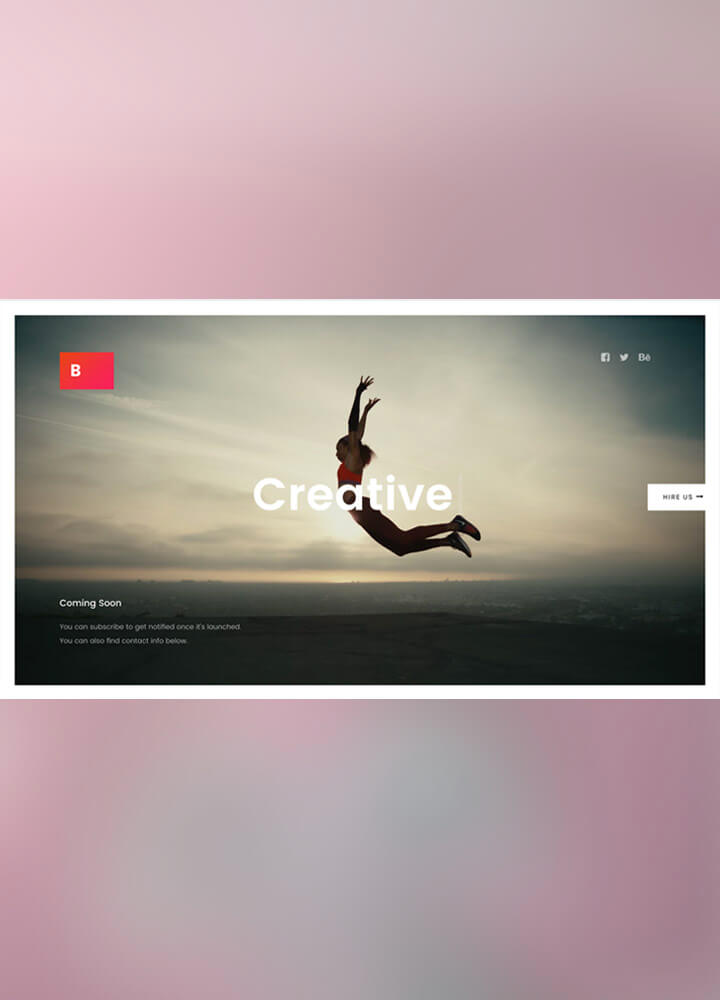 B
Bē
Creative
HIRE US
Coming Soon
You can subscribe to get notified once it's launched.
You can also find contact info below.